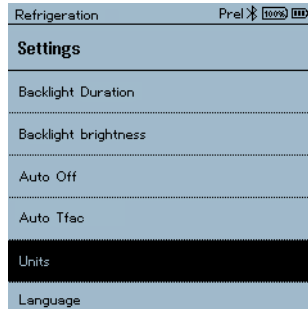 Refrigeration Prel 100%
Settings
Backlight Duration
Backlight brightness
Auto Off
Auto Tfac
Units
Language